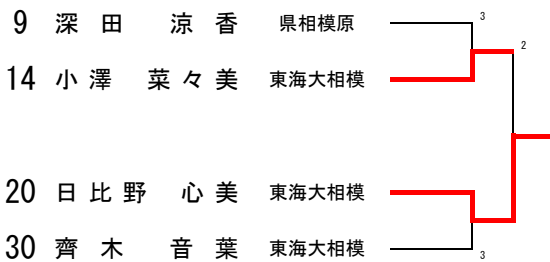 9 深田 涼香 県相模原 3
2
14 小澤 菜々美 東海大相模
20 日比野 心美 東海大相模
30 齊木 音葉 東海大相模 3